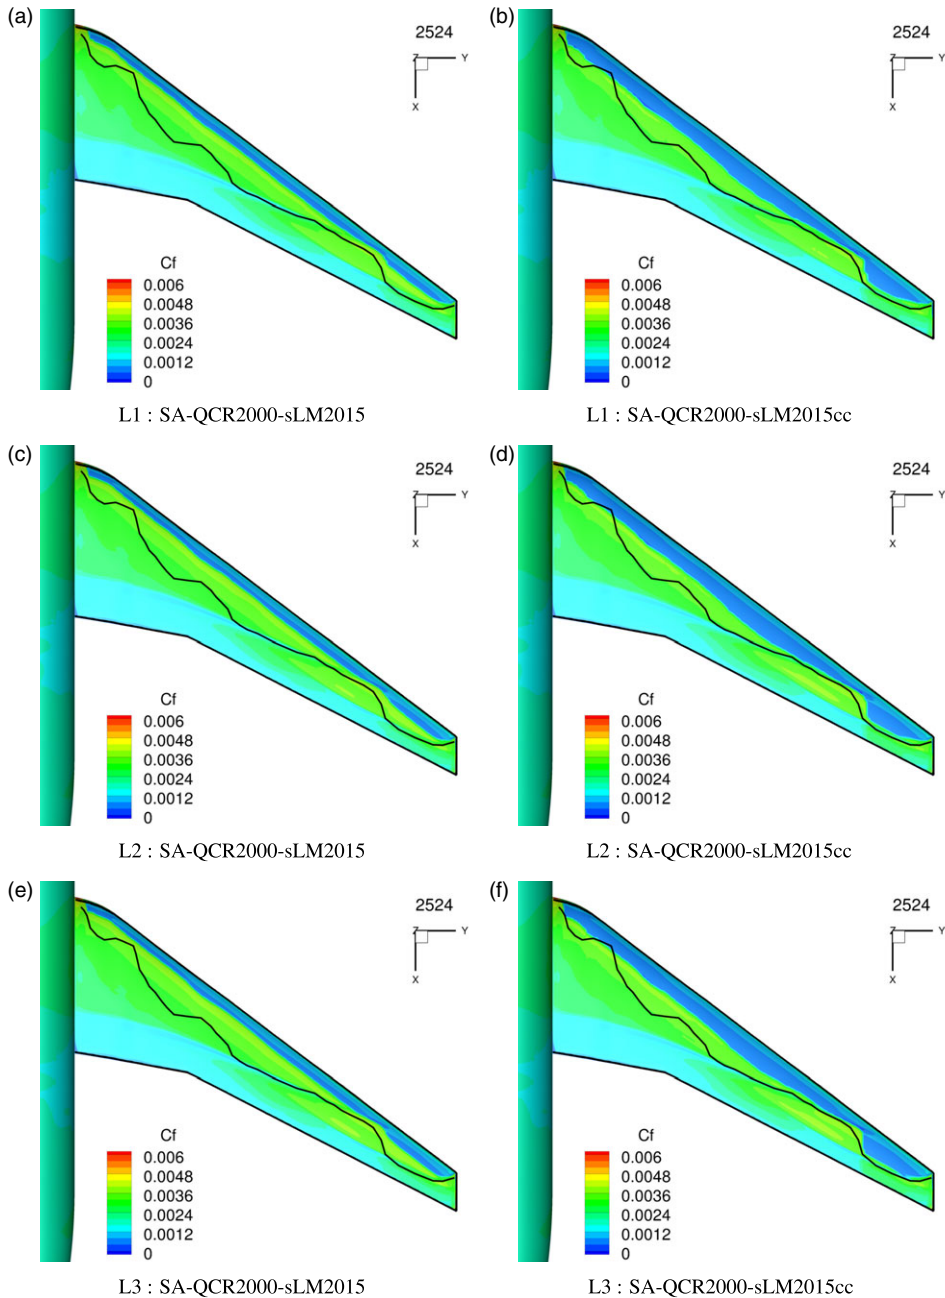 (a)
2524
Z Y
X
Cf
0.006
0.0048
0.0036
0.0024
0.0012
0
L1 : SA-QCR2000-sLM2015
(b)
2524
Z Y
X
Cf
0.006
0.0048
0.0036
0.0024
0.0012
0
L1 : SA-QCR2000-sLM2015cc
(c)
2524
Z Y
X
Cf
0.006
0.0048
0.0036
0.0024
0.0012
0
L2 : SA-QCR2000-sLM2015
(d)
2524
Z Y
X
Cf
0.006
0.0048
0.0036
0.0024
0.0012
0
L2 : SA-QCR2000-sLM2015cc
(e)
2524
Z Y
X
Cf
0.006
0.0048
0.0036
0.0024
0.0012
0
L3 : SA-QCR2000-sLM2015
(f)
2524
Z Y
X
Cf
0.006
0.0048
0.0036
0.0024
0.0012
0
L3 : SA-QCR2000-sLM2015cc